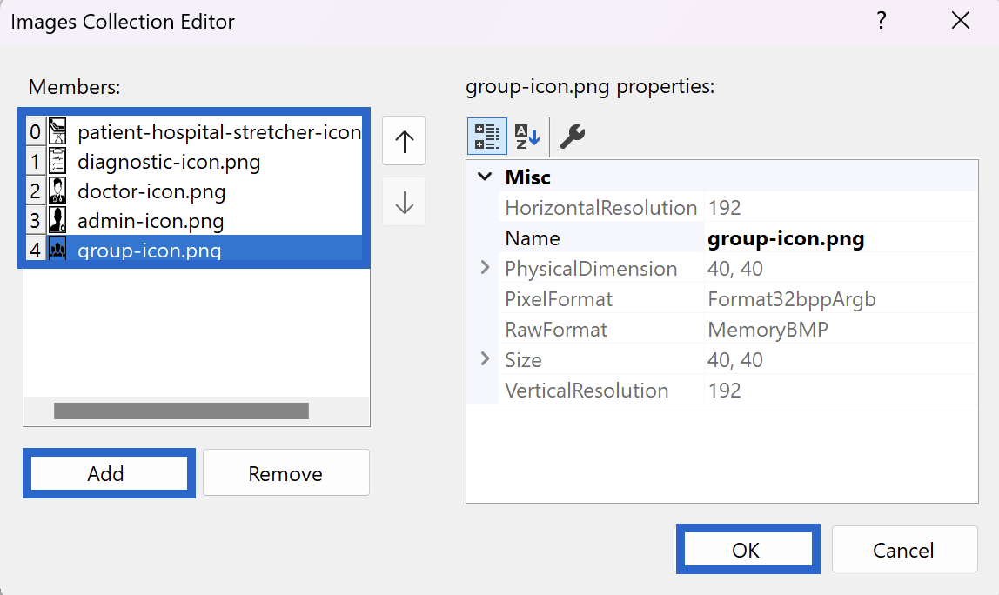 Images Collection Editor
?
Members:
0 patient-hospital-stretcher-icon
1 diagnostic-icon.png
2 doctor-icon.png
3 admin-icon.png
4 group-icon.png
Add
Remove
group-icon.png properties:
A
Z
Misc
HorizontalResolution 192
Name group-icon.png
PhysicalDimension 40, 40
PixelFormat Format32bppArgb
RawFormat MemoryBMP
Size 40, 40
VerticalResolution 192
OK
Cancel